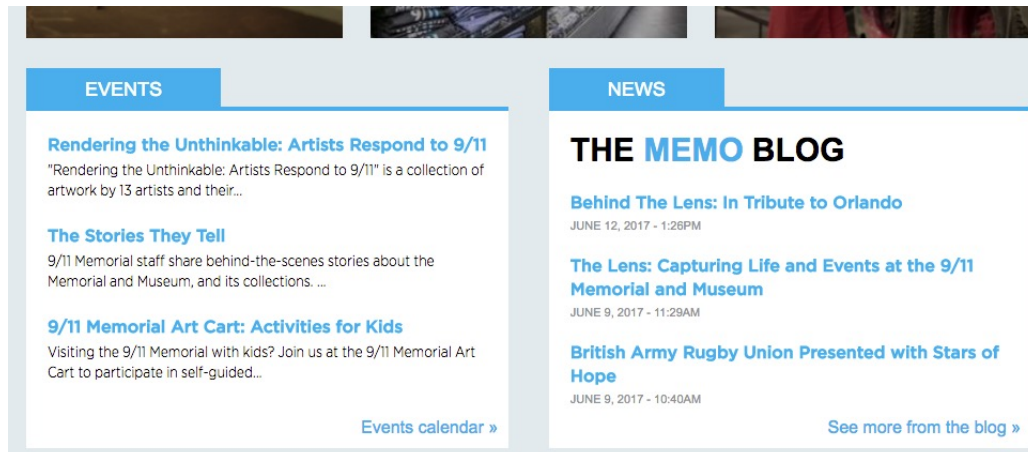 EVENTS
Rendering the Unthinkable: Artists Respond to 9/11
"Rendering the Unthinkable: Artists Respond to 9/11" is a collection of
artwork by 13 artists and their...
The Stories They Tell
9/11 Memorial staff share behind-the-scenes stories about the
Memorial and Museum, and its collections. ...
9/11 Memorial Art Cart: Activities for Kids
Visiting the 9/11 Memorial with kids? Join us at the 9/11 Memorial Art
Cart to participate in self-guided...
Events calendar »
NEWS
THE MEMO BLOG
Behind The Lens: In Tribute to Orlando
JUNE 12, 2017 - 1:26PM
The Lens: Capturing Life and Events at the 9/11
Memorial and Museum
JUNE 9, 2017 - 11:29AM
British Army Rugby Union Presented with Stars of
Hope
JUNE 9, 2017 - 10:40AM
See more from the blog »